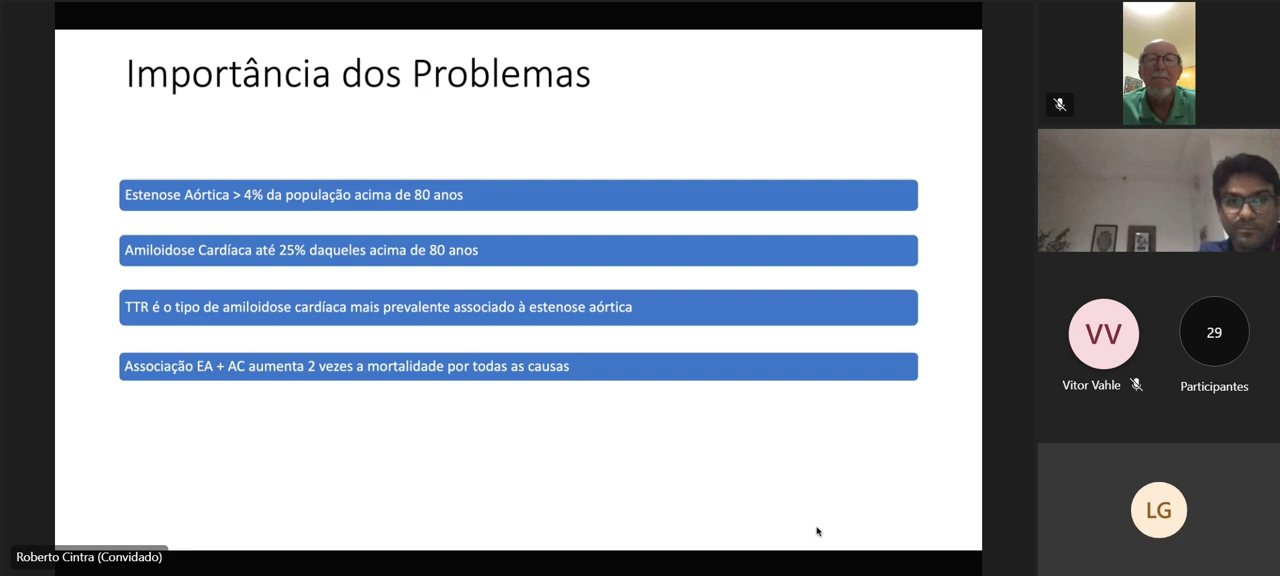 Importância dos Problemas
Estenose Aórtica > 4% da população acima de 80 anos
Amiloidose Cardíaca até 25% daqueles acima de 80 anos
TTR é o tipo de amiloidose cardíaca mais prevalente associado à estenose aórtica
Associação EA + AC aumenta 2 vezes a mortalidade por todas as causas
Roberto Cintra (Convidado)
VV
Vitor Vahle
29
Participantes
LG